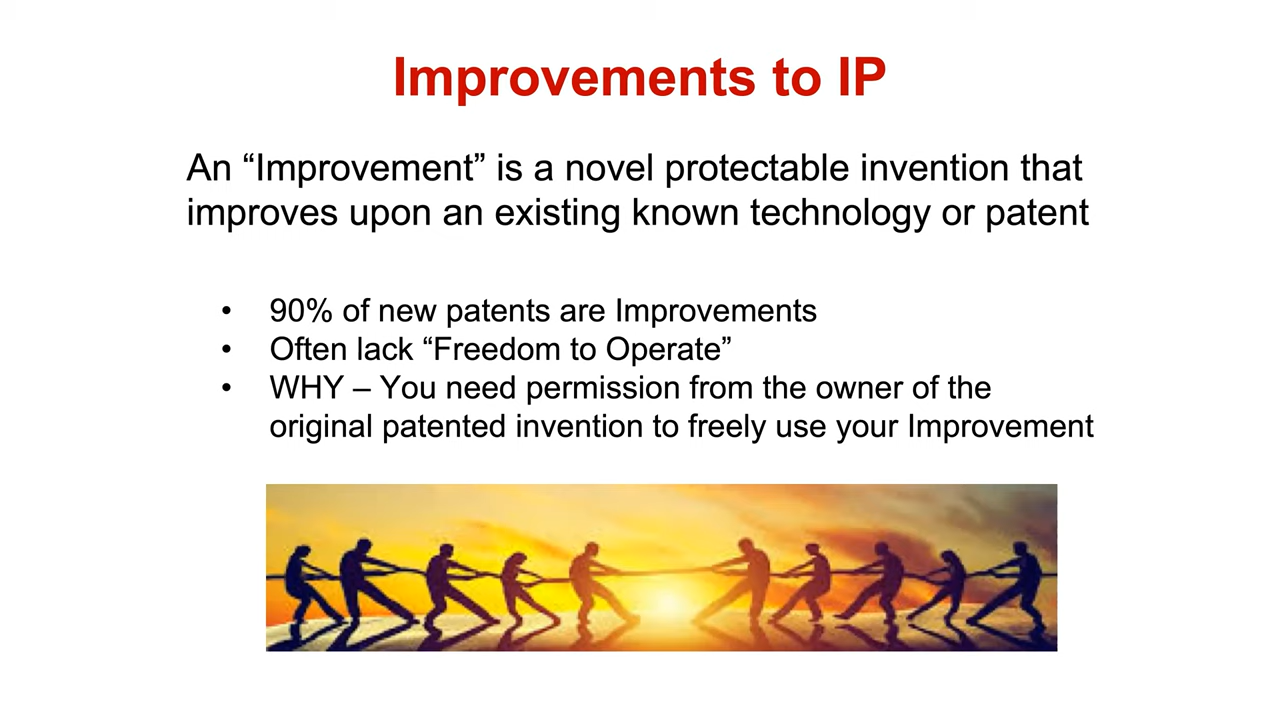 Improvements to IP
An “Improvement” is a novel protectable invention that
improves upon an existing known technology or patent
• 90% of new patents are Improvements
• Often lack “Freedom to Operate”
• WHY – You need permission from the owner of the
original patented invention to freely use your Improvement